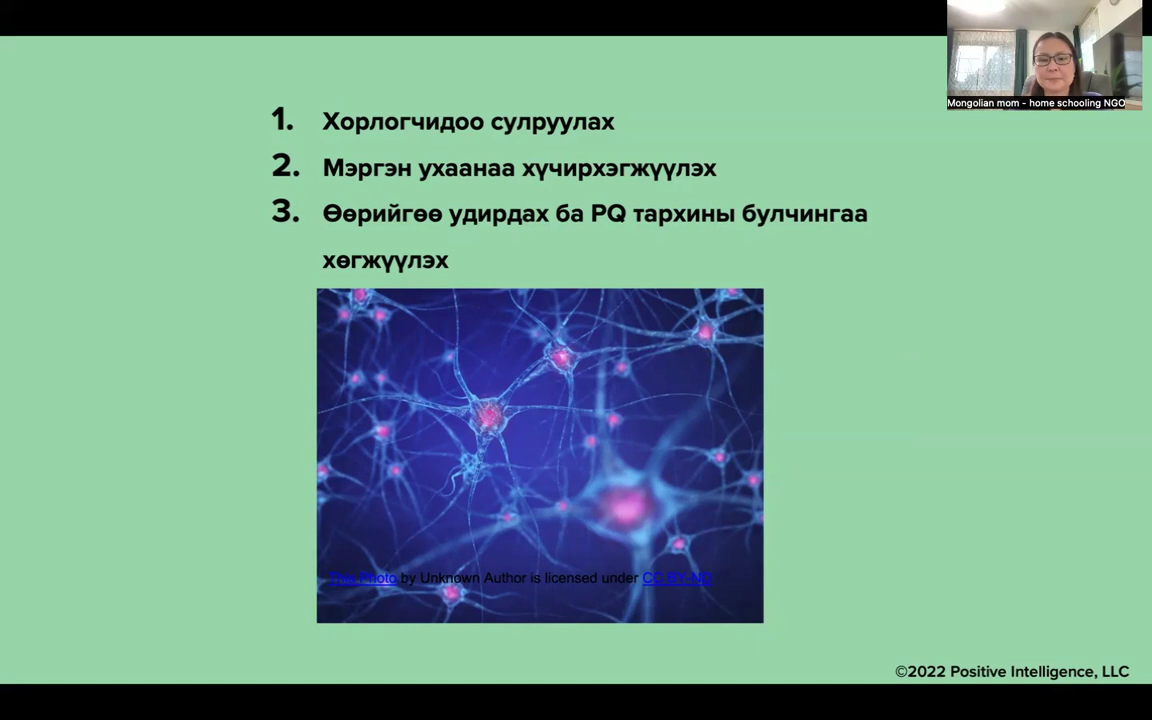 Mongolian mom - home schooling NGO
1. Хорлогчидоо сулруулах
2. Мэргэн ухаанаа хүчирхэгжүүлэх
3. Өөрийгөө удирдах ба PQ тархины булчингаа
хөгжүүлэх
This Photo by Unknown Author is licensed under CC BY-ND
©2022 Positive Intelligence, LLC